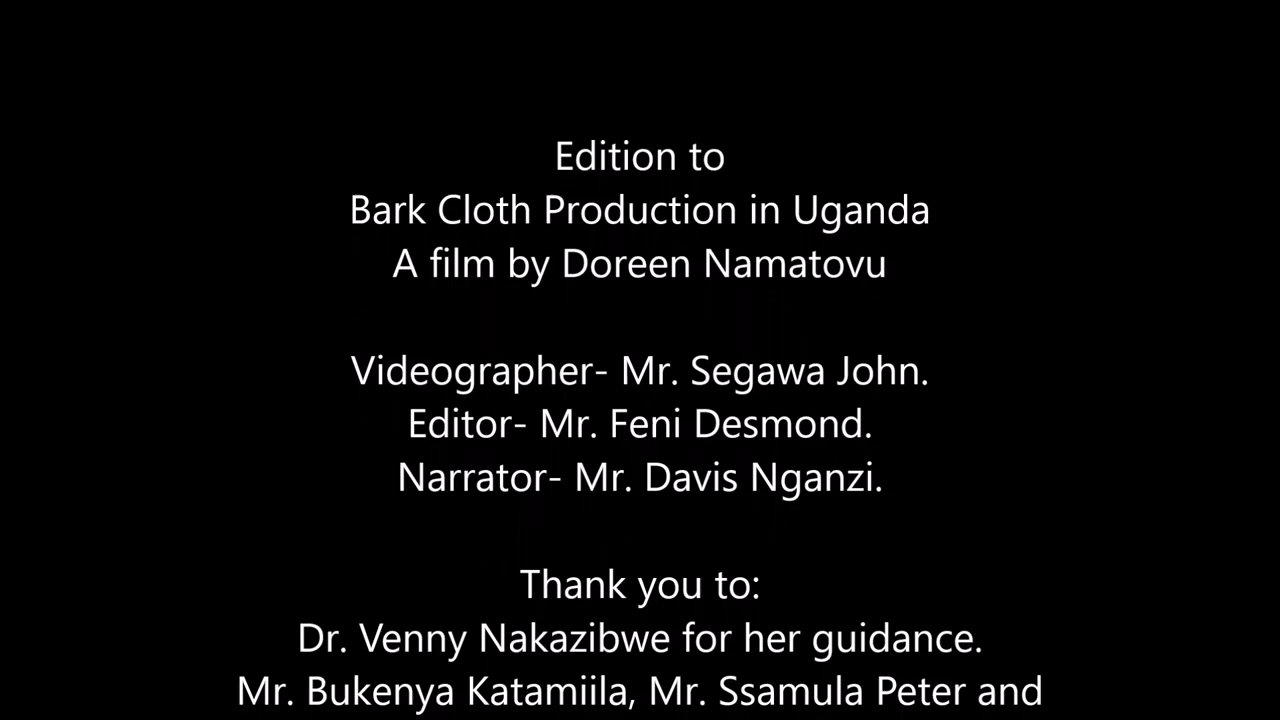 Edition to
Bark Cloth Production in Uganda
A film by Doreen Namatovu
Videographer- Mr. Segawa John.
Editor- Mr. Feni Desmond.
Narrator- Mr. Davis Nganzi.
Thank you to:
Dr. Venny Nakazibwe for her guidance.
Mr. Bukenya Katamiila, Mr. Ssamula Peter and